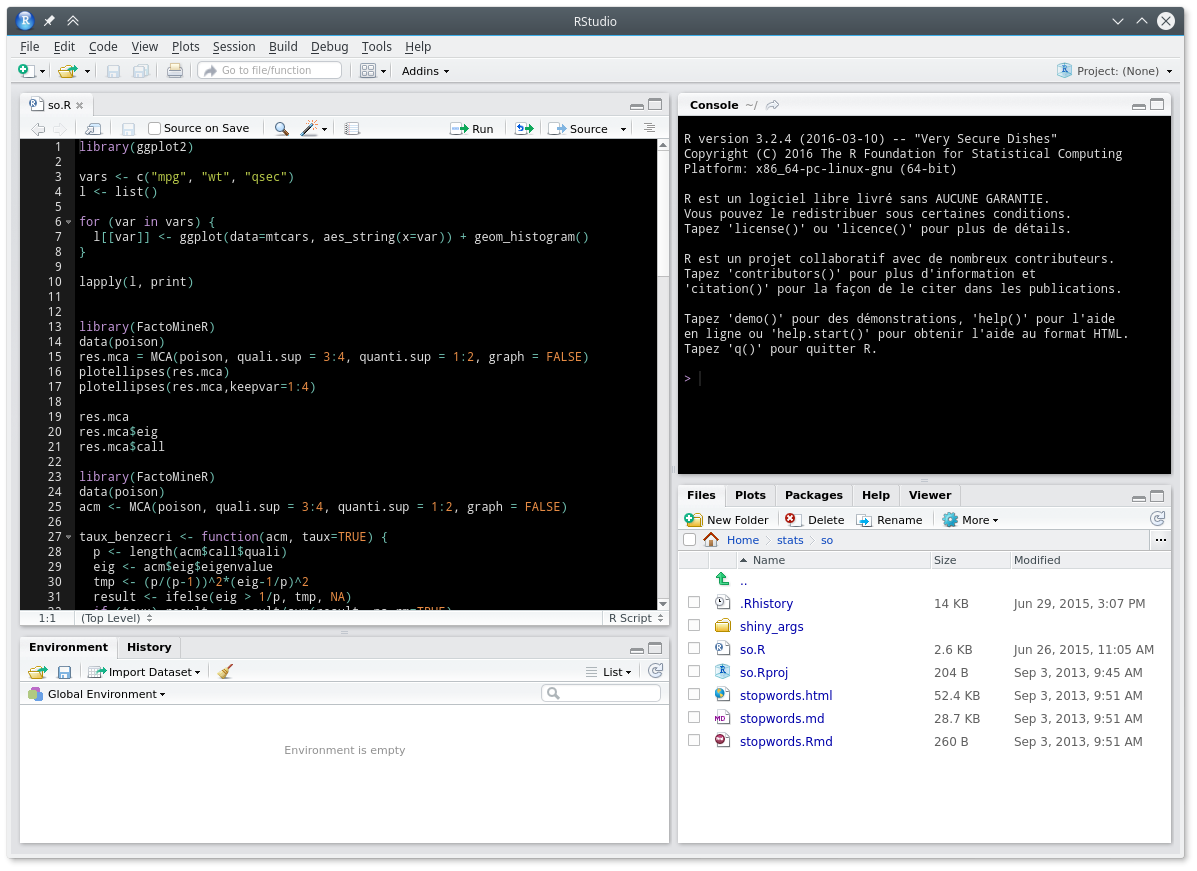 RStudio
File Edit Code View Plots Session Build Debug Tools Help
Go to file/function Addins Project: (None)
so.R
Source on Save Run Source
1 library(ggplot2)
2
3 vars <- c("mpg", "wt", "qsec")
4 l <- list()
5
6 for (var in vars) {
7 l[[var]] <- ggplot(data=mtcars, aes_string(x=var)) + geom_histogram()
8 }
9
10 lapply(l, print)
11
12
13 library(FactoMineR)
14 data(poison)
15 res.mca = MCA(poison, quali.sup = 3:4, quanti.sup = 1:2, graph = FALSE)
16 plotellipses(res.mca)
17 plotellipses(res.mca,keepvar=1:4)
18
19 res.mca
20 res.mca$eig
21 res.mca$call
22
23 library(FactoMineR)
24 data(poison)
25 acm <- MCA(poison, quali.sup = 3:4, quanti.sup = 1:2, graph = FALSE)
26
27 taux_benzecri <- function(acm, taux=TRUE) {
28 p <- length(acm$call$quali)
29 eig <- acm$eig$eigenvalue
30 tmp <- (p/(p-1))^2*(eig-1/p)^2
31 result <- ifelse(eig > 1/p, tmp, NA)
1:1 (Top Level) R Script
Environment History
Import Dataset List
Global Environment
Environment is empty
Console ~/
R version 3.2.4 (2016-03-10) -- "Very Secure Dishes"
Copyright (C) 2016 The R Foundation for Statistical Computing
Platform: x86_64-pc-linux-gnu (64-bit)
R est un logiciel libre livré sans AUCUNE GARANTIE.
Vous pouvez le redistribuer sous certaines conditions.
Tapez 'license()' ou 'licence()' pour plus de détails.
R est un projet collaboratif avec de nombreux contributeurs.
Tapez 'contributors()' pour plus d'information et
'citation()' pour la façon de le citer dans les publications.
Tapez 'demo()' pour des démonstrations, 'help()' pour l'aide
en ligne ou 'help.start()' pour obtenir l'aide au format HTML.
Tapez 'q()' pour quitter R.
>
Files Plots Packages Help Viewer
New Folder Delete Rename More
Home stats so ...
Name Size Modified
..
.Rhistory 14 KB Jun 29, 2015, 3:07 PM
shiny_args
so.R 2.6 KB Jun 26, 2015, 11:05 AM
so.Rproj 204 B Sep 3, 2013, 9:45 AM
stopwords.html 52.4 KB Sep 3, 2013, 9:51 AM
stopwords.md 28.7 KB Sep 3, 2013, 9:51 AM
stopwords.Rmd 260 B Sep 3, 2013, 9:51 AM